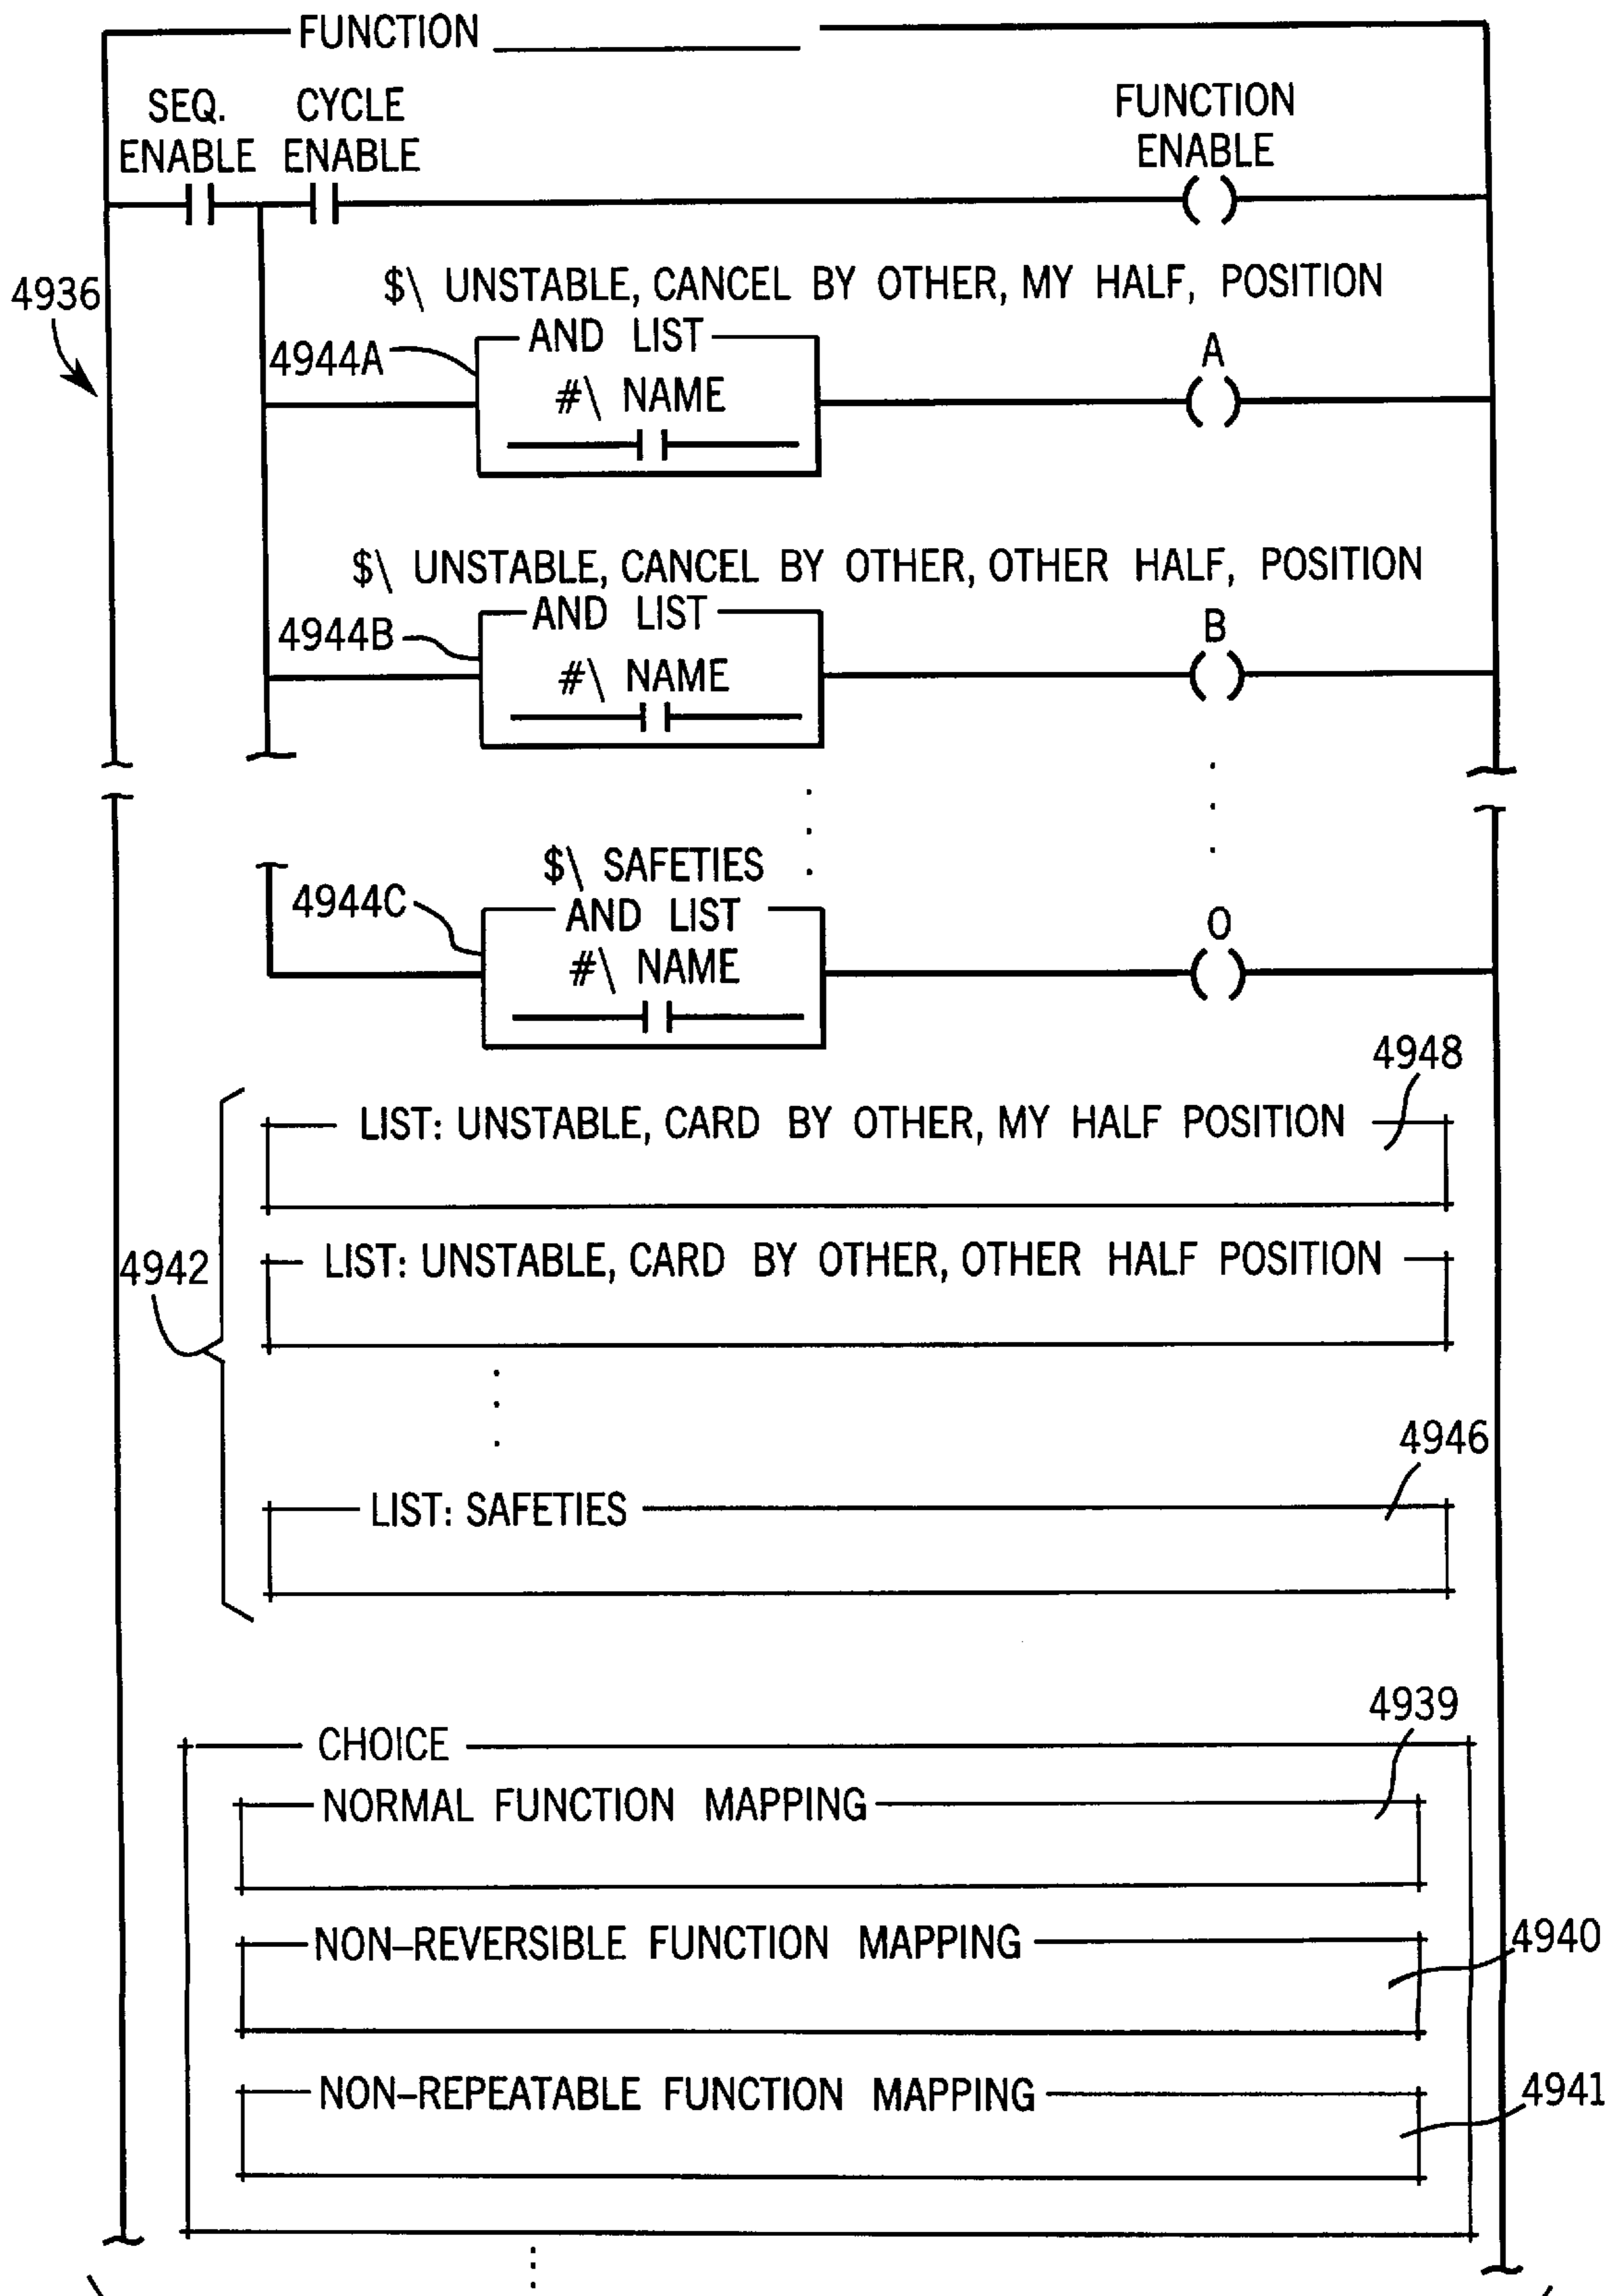 FUNCTION
SEQ. ENABLE
CYCLE ENABLE
FUNCTION ENABLE
4936
$\ UNSTABLE, CANCEL BY OTHER, MY HALF, POSITION
AND LIST
4944A
#\ NAME
A
$\ UNSTABLE, CANCEL BY OTHER, OTHER HALF, POSITION
AND LIST
4944B
#\ NAME
B
$\ SAFETIES
4944C
AND LIST
#\ NAME
O
4948
LIST: UNSTABLE, CARD BY OTHER, MY HALF POSITION
4942
LIST: UNSTABLE, CARD BY OTHER, OTHER HALF POSITION
4946
LIST: SAFETIES
4939
CHOICE
NORMAL FUNCTION MAPPING
NON-REVERSIBLE FUNCTION MAPPING
4940
NON-REPEATABLE FUNCTION MAPPING
4941